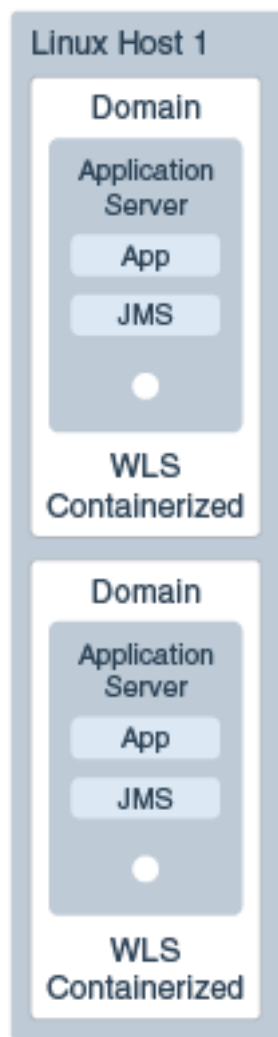 Linux Host 1
Domain
Application
Server
App
JMS
WLS
Containerized
Domain
Application
Server
App
JMS
WLS
Containerized